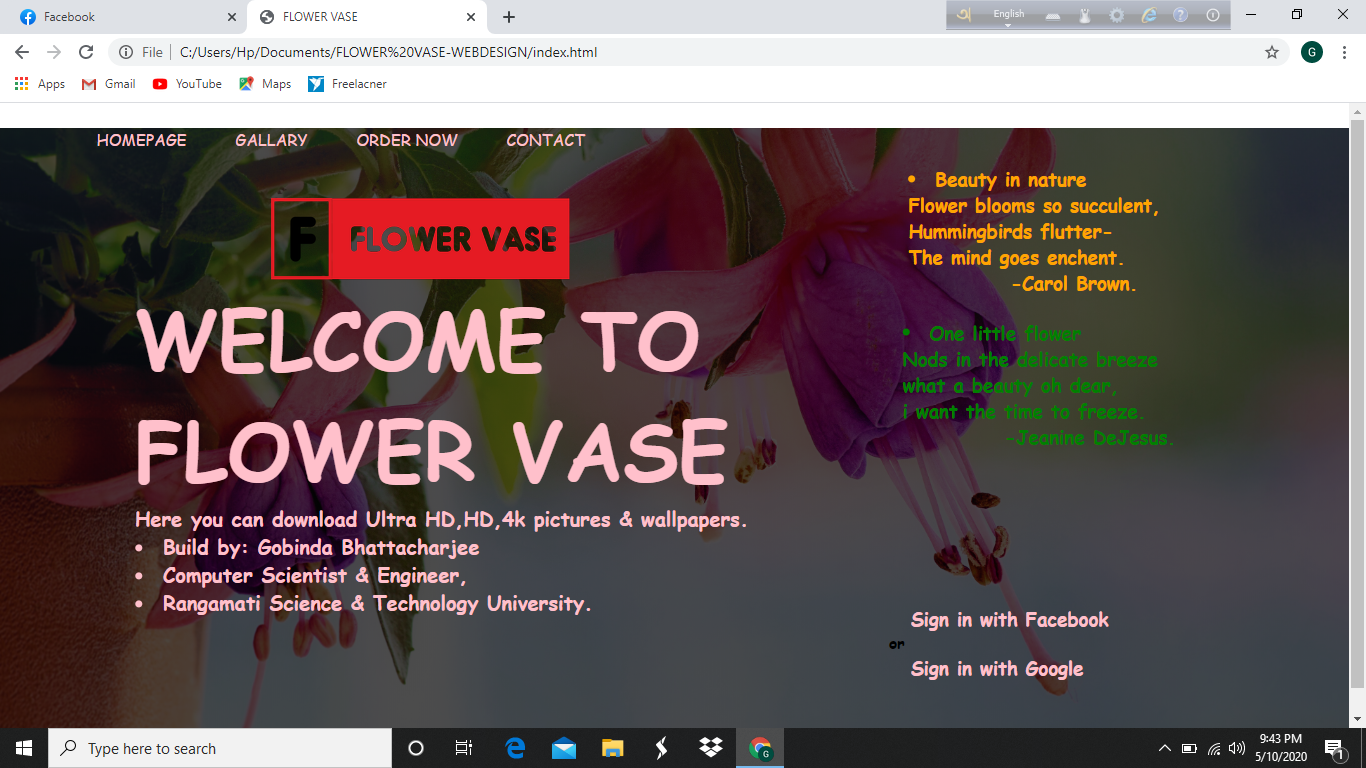 Facebook
FLOWER VASE
English
File
C:/Users/Hp/Documents/FLOWER%20VASE-WEBDESIGN/index.html
G
Apps
Gmail
YouTube
Maps
Freelacner
HOMEPAGE GALLARY ORDER NOW CONTACT
F FLOWER VASE
WELCOME TO
FLOWER VASE
Here you can download Ultra HD,HD,4k pictures & wallpapers.
• Build by: Gobinda Bhattacharjee
• Computer Scientist & Engineer,
• Rangamati Science & Technology University.
• Beauty in nature
Flower blooms so succulent,
Hummingbirds flutter-
The mind goes enchent.
-Carol Brown.
• One little flower
Nods in the delicate breeze
what a beauty oh dear,
i want the time to freeze.
-Jeanine DeJesus.
Sign in with Facebook
or
Sign in with Google
Type here to search
G
9:43 PM
5/10/2020
1